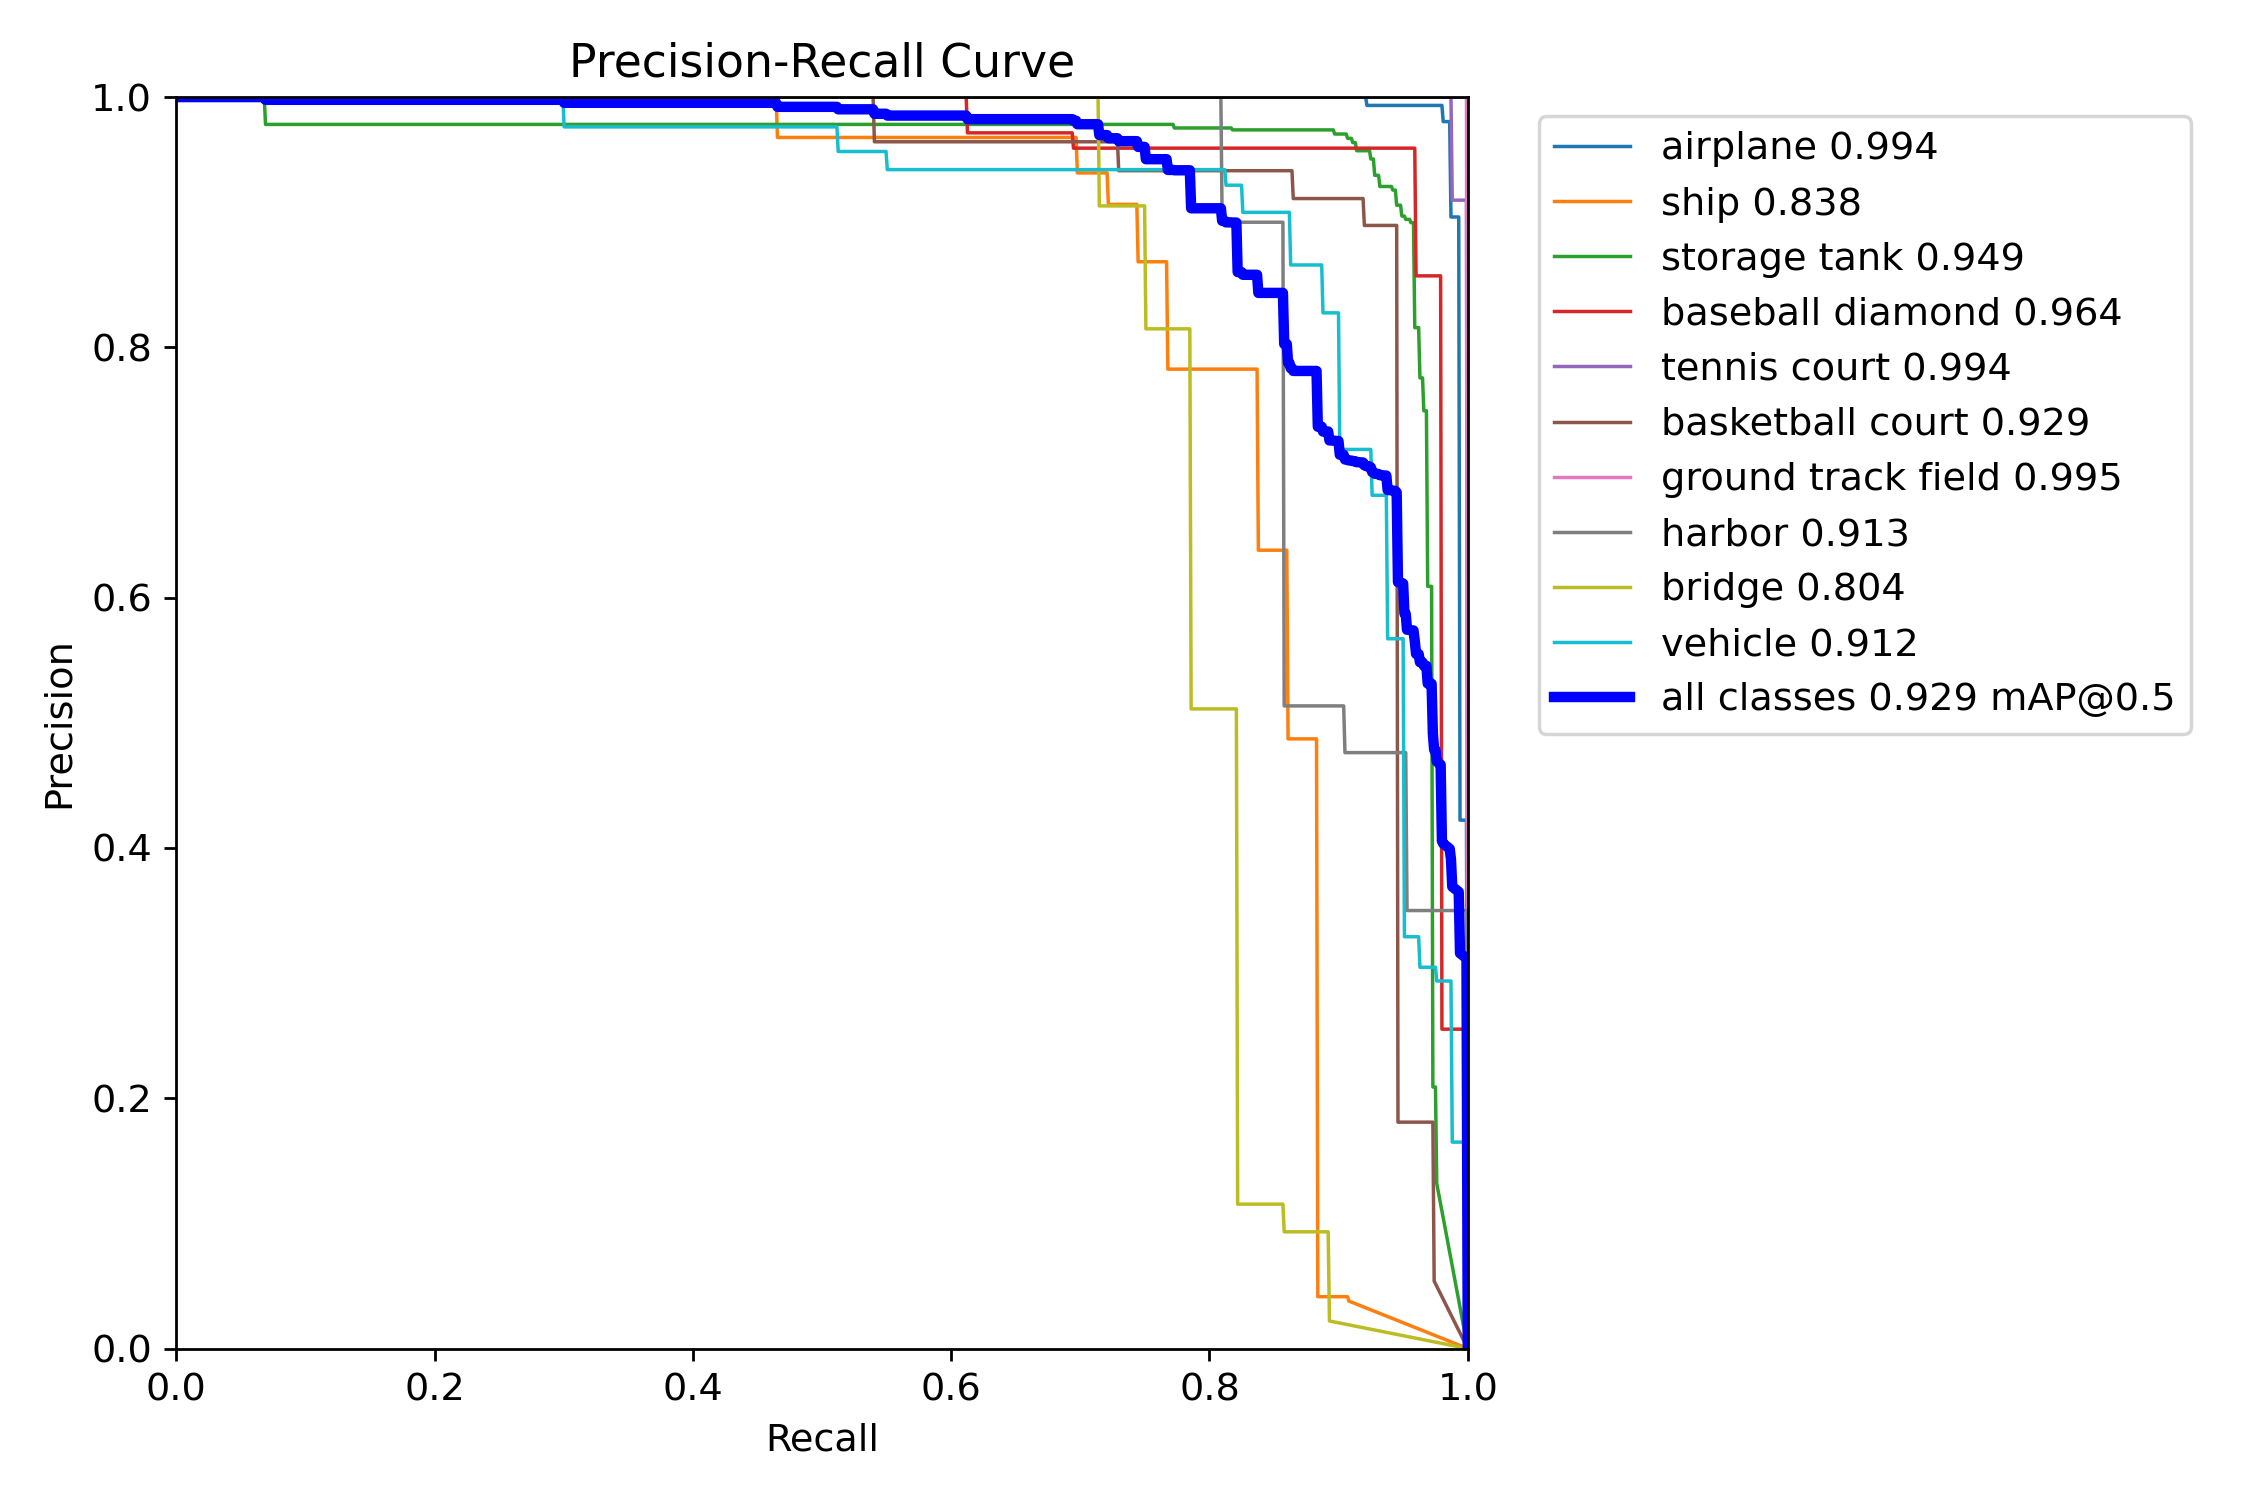 Precision-Recall Curve
1.0
0.8
0.6
0.4
0.2
0.0
Precision
0.0 0.2 0.4 0.6 0.8 1.0
Recall
airplane 0.994
ship 0.838
storage tank 0.949
baseball diamond 0.964
tennis court 0.994
basketball court 0.929
ground track field 0.995
harbor 0.913
bridge 0.804
vehicle 0.912
all classes 0.929 mAP@0.5